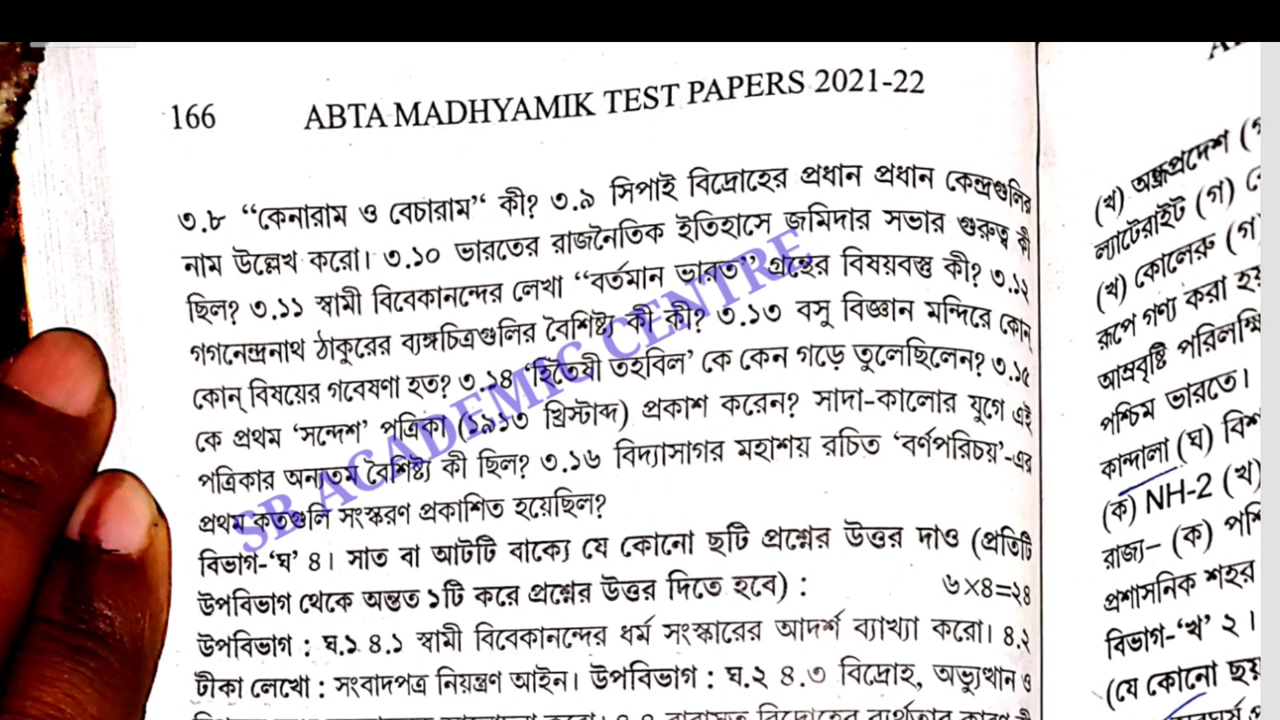 166 ABTA MADHYAMIK TEST PAPERS 2021-22
৩.৮ “কেনারাম ও বেচারাম“ কী? ৩.৯ সিপাই বিদ্রোহের প্রধান প্রধান কেন্দ্রগুলির
নাম উল্লেখ করো। ৩.১০ ভারতের রাজনৈতিক ইতিহাসে জমিদার সভার গুরুত্ব কী
ছিল? ৩.১১ স্বামী বিবেকানন্দের লেখা “বর্তমান ভারত” গ্রন্থের বিষয়বস্তু কী? ৩.১২
গগনেন্দ্রনাথ ঠাকুরের ব্যঙ্গচিত্রগুলির বৈশিষ্ট্য কী কী? ৩.১৩ বসু বিজ্ঞান মন্দিরে কোন
কোন্ বিষয়ের গবেষণা হত? ৩.১৪ ‘হিতৈষী তহবিল’ কে কেন গড়ে তুলেছিলেন? ৩.১৫
কে প্রথম ‘সন্দেশ’ পত্রিকা (১৯১৩ খ্রিস্টাব্দ) প্রকাশ করেন? সাদা-কালোর যুগে এই
পত্রিকার অন্যতম বৈশিষ্ট্য কী ছিল? ৩.১৬ বিদ্যাসাগর মহাশয় রচিত ‘বর্ণপরিচয়’-এর
প্রথম কতগুলি সংস্করণ প্রকাশিত হয়েছিল?
বিভাগ-‘ঘ’ ৪। সাত বা আটটি বাক্যে যে কোনো ছটি প্রশ্নের উত্তর দাও (প্রতিটি
উপবিভাগ থেকে অন্তত ১টি করে প্রশ্নের উত্তর দিতে হবে) : ৬×৪=২৪
উপবিভাগ : ঘ.১ ৪.১ স্বামী বিবেকানন্দের ধর্ম সংস্কারের আদর্শ ব্যাখ্যা করো। ৪.২
টীকা লেখো : সংবাদপত্র নিয়ন্ত্রণ আইন। উপবিভাগ : ঘ.২ ৪.৩ বিদ্রোহ, অভ্যুত্থান ও
SB ACADEMIC CENTRE
(খ) অন্ধ্রপ্রদেশ
ল্যাটেরাইট (গ)
(খ) কোলেরু (গ
রূপে গণ্য করা হয়
আম্রবৃষ্টি
পশ্চিম ভারতে।
কান্দালা (ঘ)
(ক) NH-2 (খ)
রাজ্য– (ক)
প্রশাসনিক শহর
বিভাগ-‘খ’ ২।
(যে কোনো ছয়